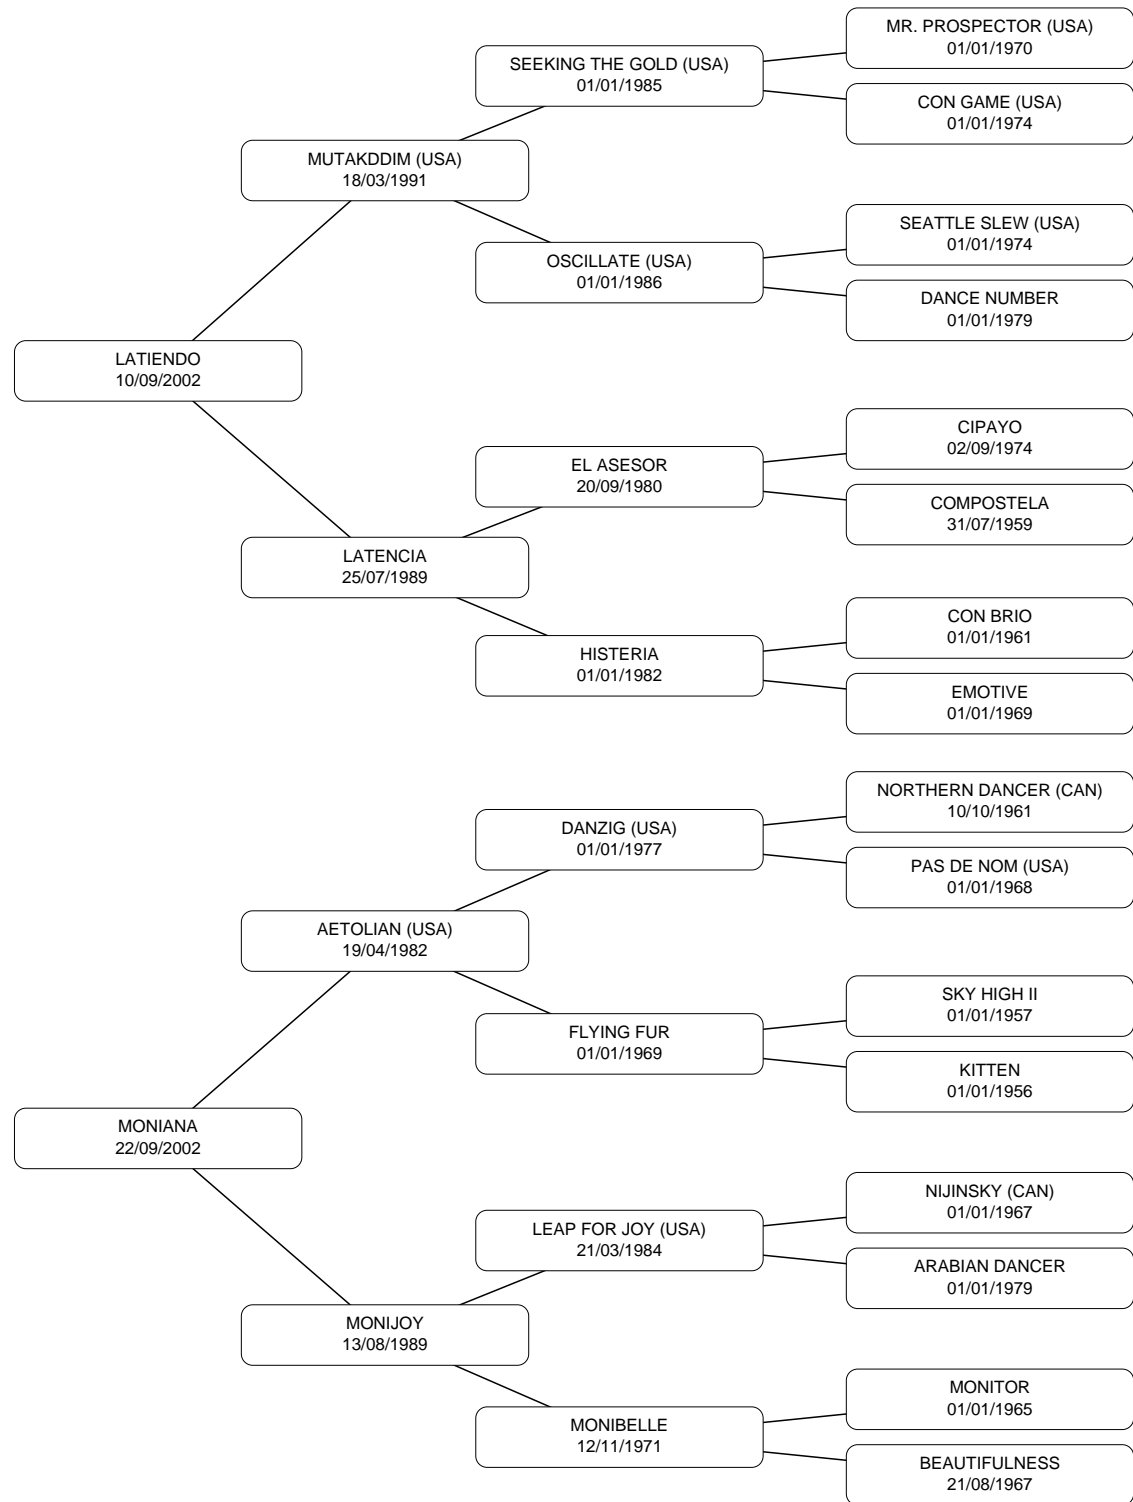 MR. PROSPECTOR (USA)
01/01/1970
SEEKING THE GOLD (USA)
01/01/1985
CON GAME (USA)
01/01/1974
MUTAKDDIM (USA)
18/03/1991
SEATTLE SLEW (USA)
01/01/1974
OSCILLATE (USA)
01/01/1986
DANCE NUMBER
01/01/1979
LATIENDO
10/09/2002
CIPAYO
02/09/1974
EL ASESOR
20/09/1980
COMPOSTELA
31/07/1959
LATENCIA
25/07/1989
CON BRIO
01/01/1961
HISTERIA
01/01/1982
EMOTIVE
01/01/1969
NORTHERN DANCER (CAN)
10/10/1961
DANZIG (USA)
01/01/1977
PAS DE NOM (USA)
01/01/1968
AETOLIAN (USA)
19/04/1982
SKY HIGH II
01/01/1957
FLYING FUR
01/01/1969
KITTEN
01/01/1956
MONIANA
22/09/2002
NIJINSKY (CAN)
01/01/1967
LEAP FOR JOY (USA)
21/03/1984
ARABIAN DANCER
01/01/1979
MONIJOY
13/08/1989
MONITOR
01/01/1965
MONIBELLE
12/11/1971
BEAUTIFULNESS
21/08/1967